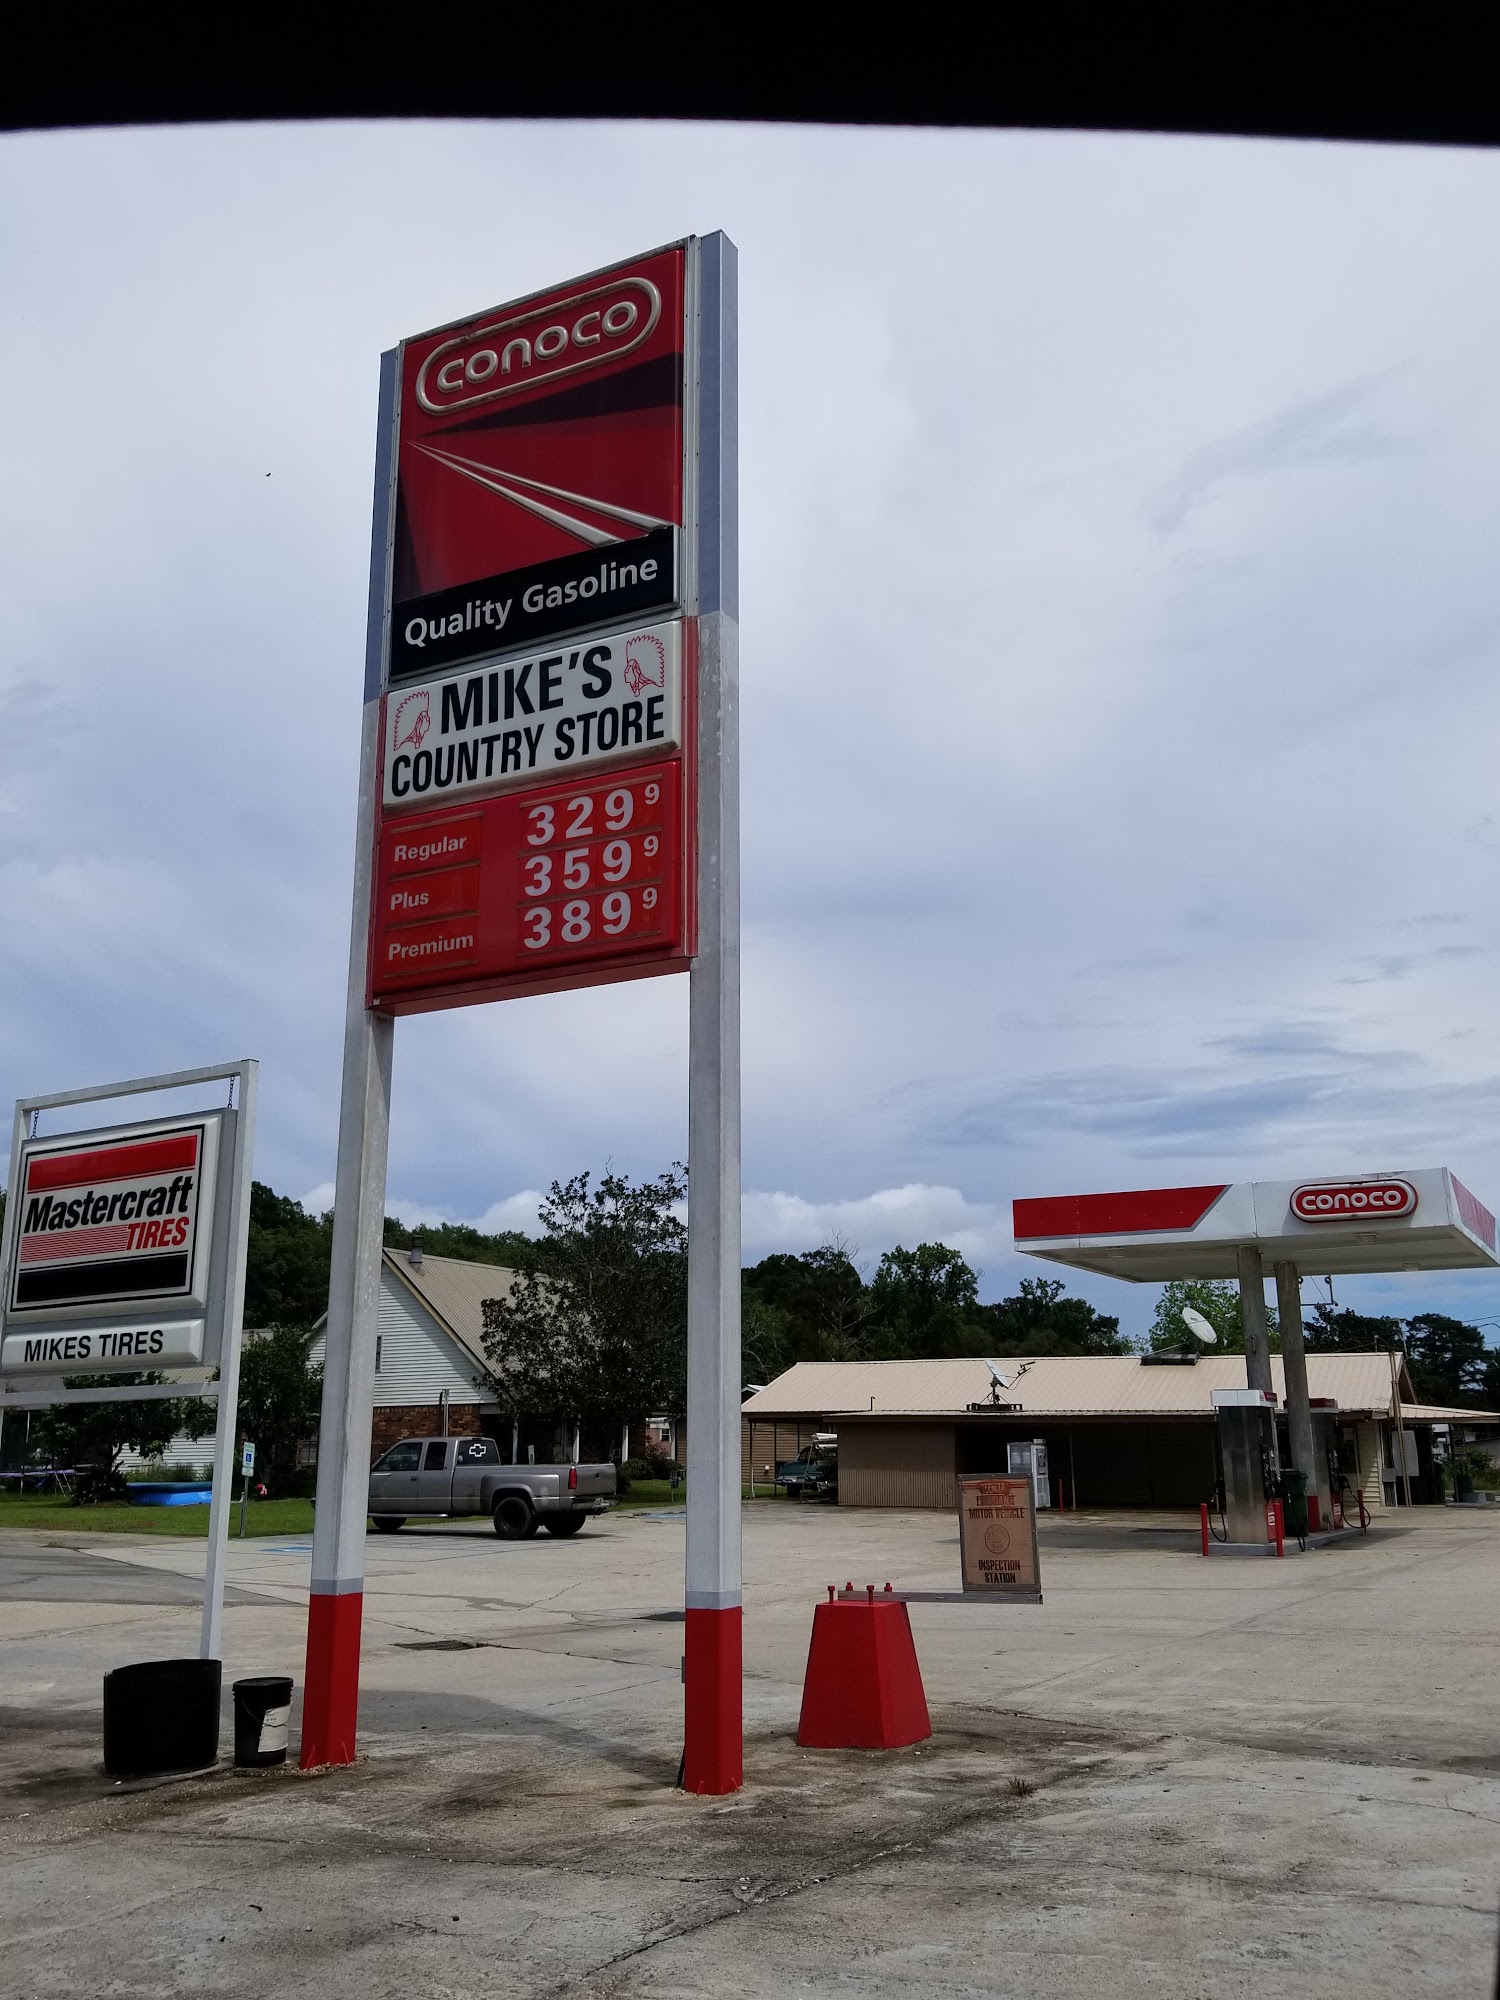 conoco
Quality Gasoline
MIKE'S
COUNTRY STORE
Regular 329 9
Plus 359 9
Premium 389 9
Mastercraft
TIRES
MIKES TIRES
conoco
MOTOR VEHICLE
INSPECTION
STATION